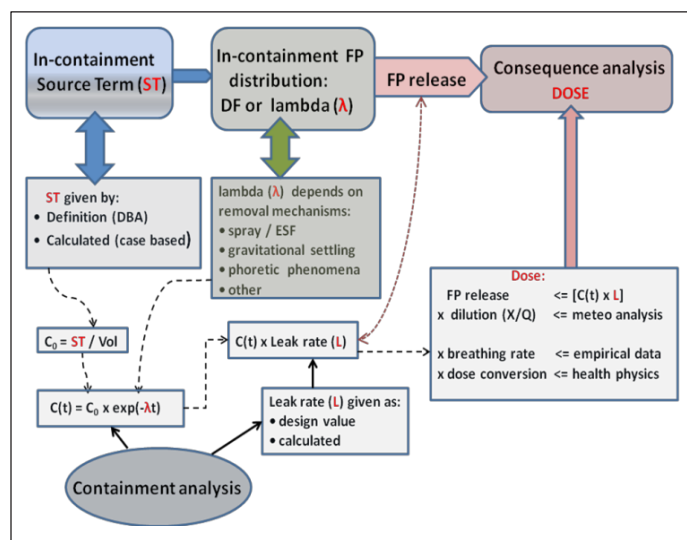 In-containment
Source Term (ST)
In-containment FP
distribution:
DF or lambda (λ)
FP release
Consequence analysis
DOSE
ST given by:
• Definition (DBA)
• Calculated (case based)
lambda (λ) depends on
removal mechanisms:
• spray / ESF
• gravitational settling
• phoretic phenomena
• other
Dose:
FP release <= [C(t) x L]
x dilution (X/Q) <= meteo analysis
x breathing rate <= empirical data
x dose conversion <= health physics
C₀ = ST / Vol
C(t) x Leak rate (L)
C(t) = C₀ x exp(-λt)
Leak rate (L) given as:
• design value
• calculated
Containment analysis